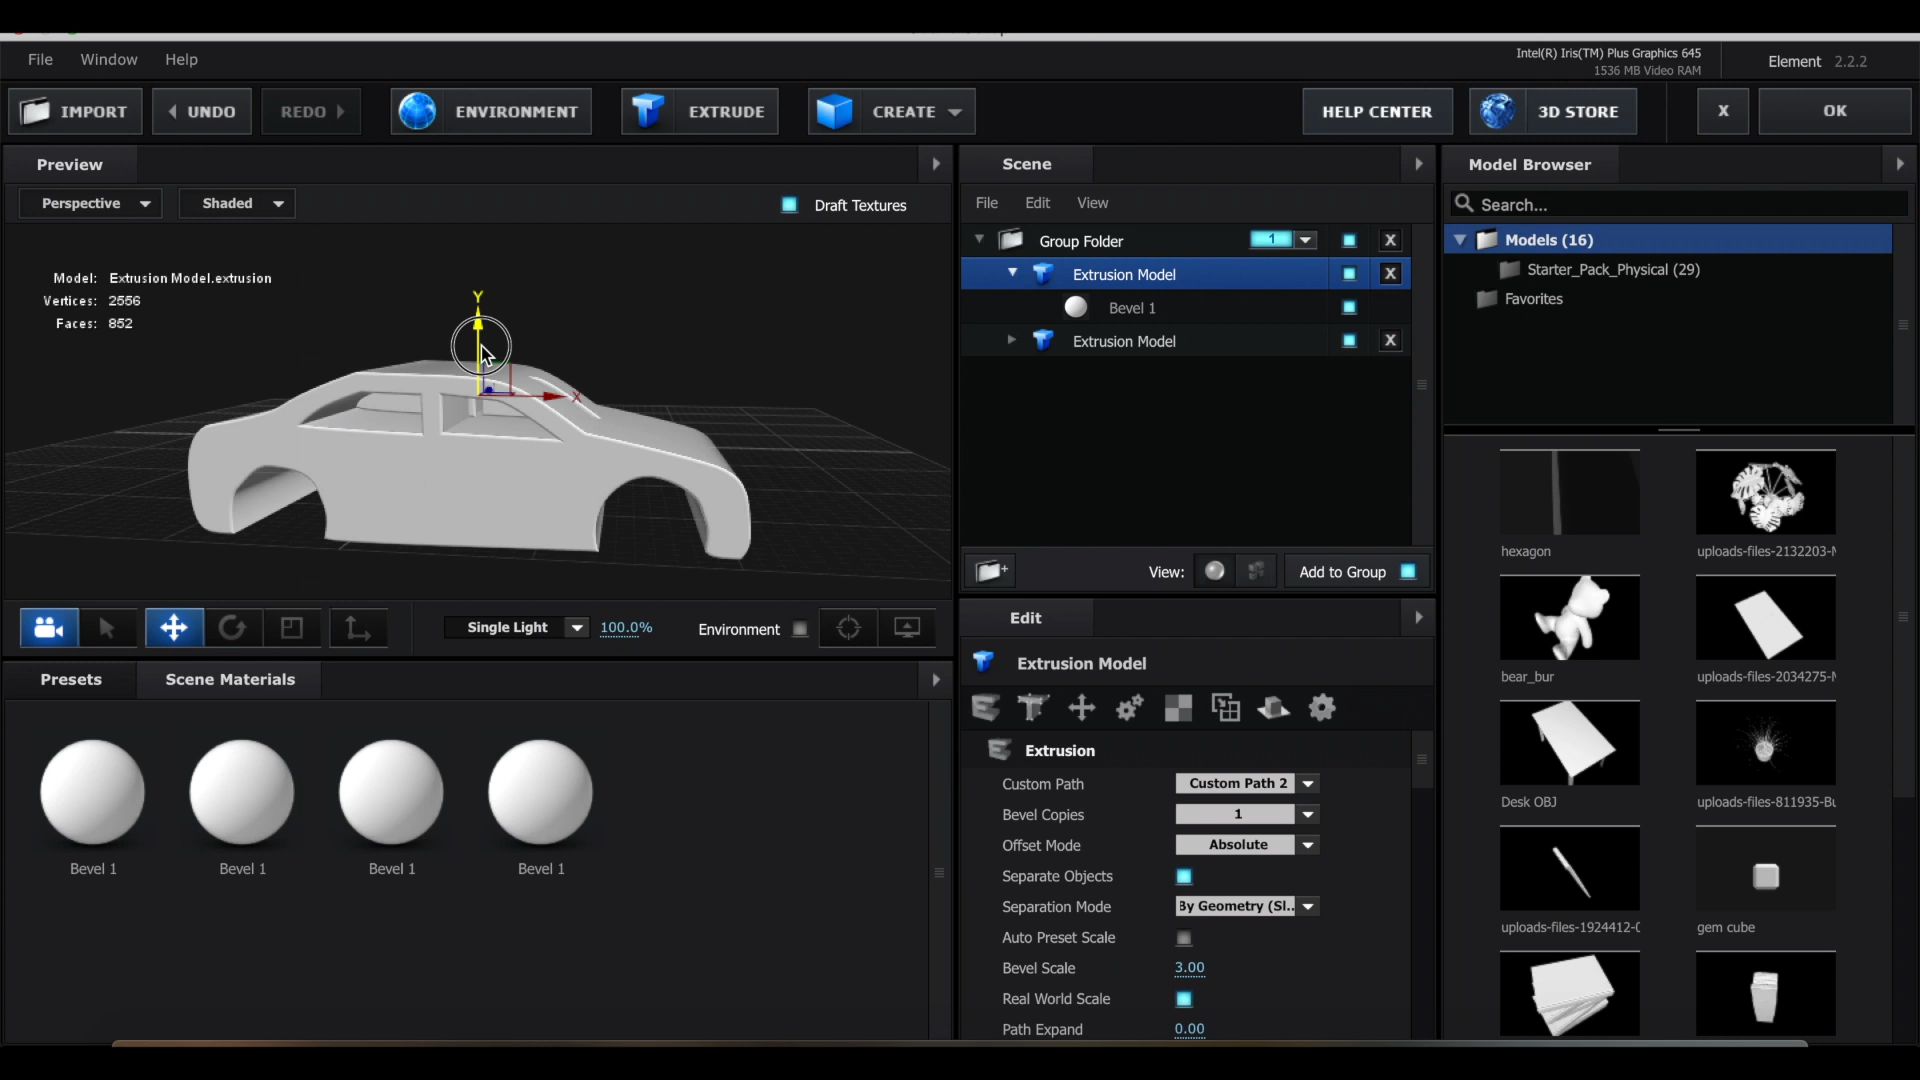 File Window Help
Intel(R) Iris(TM) Plus Graphics 645
1536 MB Video RAM
Element 2.2.2
IMPORT UNDO REDO ENVIRONMENT EXTRUDE CREATE HELP CENTER 3D STORE X OK
Preview
Perspective Shaded Draft Textures
Model: Extrusion Model.extrusion
Vertices: 2556
Faces: 852
Y
X
Single Light 100.0% Environment
Presets Scene Materials
Bevel 1 Bevel 1 Bevel 1 Bevel 1
Scene
File Edit View
Group Folder 1 X
Extrusion Model X
Bevel 1
Extrusion Model X
View: Add to Group
Edit
Extrusion Model
Extrusion
Custom Path Custom Path 2
Bevel Copies 1
Offset Mode Absolute
Separate Objects
Separation Mode By Geometry (Sl..
Auto Preset Scale
Bevel Scale 3.00
Real World Scale
Path Expand 0.00
Model Browser
Search...
Models (16)
Starter_Pack_Physical (29)
Favorites
hexagon uploads-files-2132203-
bear_bur uploads-files-2034275-
Desk OBJ uploads-files-811935-Bu
uploads-files-1924412- gem cube